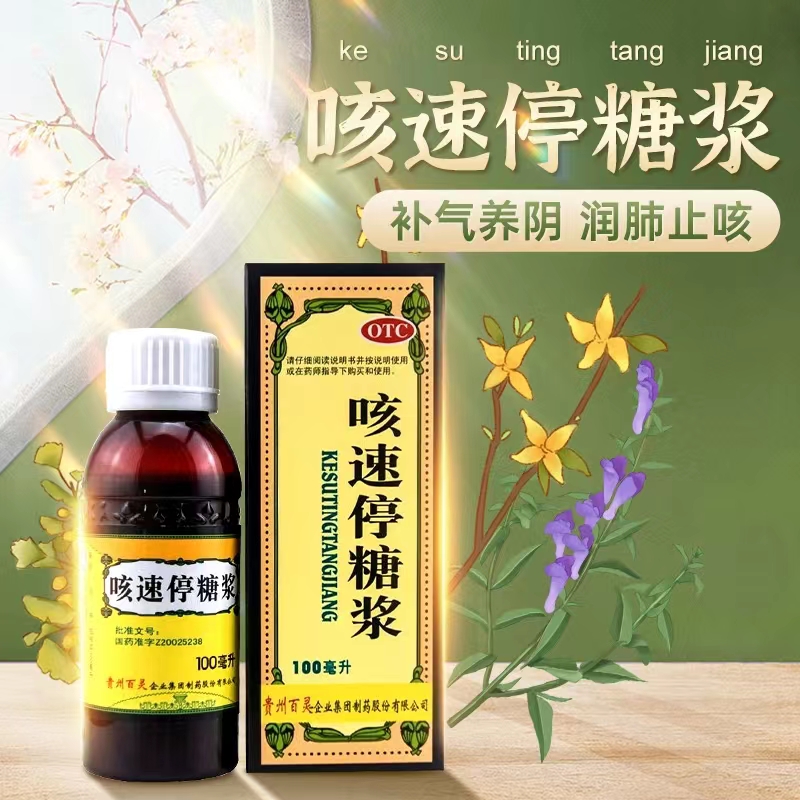 ke su ting tang jiang
咳速停糖浆
补气养阴 润肺止咳
OTC
请仔细阅读说明书并按说明使用
或在药师指导下购买和使用。
咳速停糖浆
KESUTINGTANGJIANG
100毫升
贵州百灵企业集团制药股份有限公司
咳速停糖浆
批准文号：
国药准字Z20025238
100毫升
贵州百灵企业集团制药股份有限公司